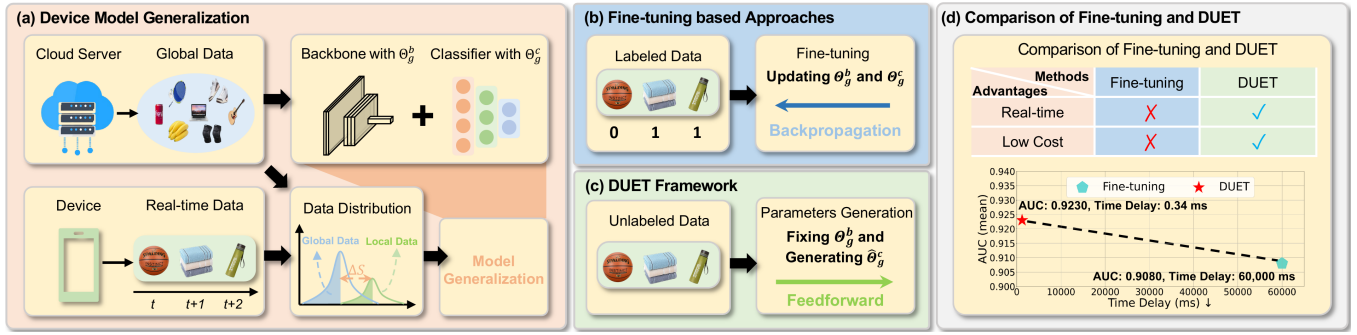 (a) Device Model Generalization
Cloud Server
Global Data
Backbone with Θ_g^b
Classifier with Θ_g^c
+
Device
Real-time Data
t t+1 t+2
Data Distribution
Global Data
Local Data
ΔS
Model
Generalization
(b) Fine-tuning based Approaches
Labeled Data
0 1 1
Fine-tuning
Updating Θ_g^b and Θ_g^c
Backpropagation
(c) DUET Framework
Unlabeled Data
Parameters Generation
Fixing Θ_g^b and
Generating Θ̂_g^c
Feedforward
(d) Comparison of Fine-tuning and DUET
Comparison of Fine-tuning and DUET
Methods
Advantages
Fine-tuning
DUET
Real-time ✗ ✓
Low Cost ✗ ✓
Fine-tuning
DUET
AUC: 0.9230, Time Delay: 0.34 ms
AUC: 0.9080, Time Delay: 60,000 ms
AUC (mean)
0.940
0.935
0.930
0.925
0.920
0.915
0.910
0.905
0.900
0 10000 20000 30000 40000 50000 60000
Time Delay (ms) ↓